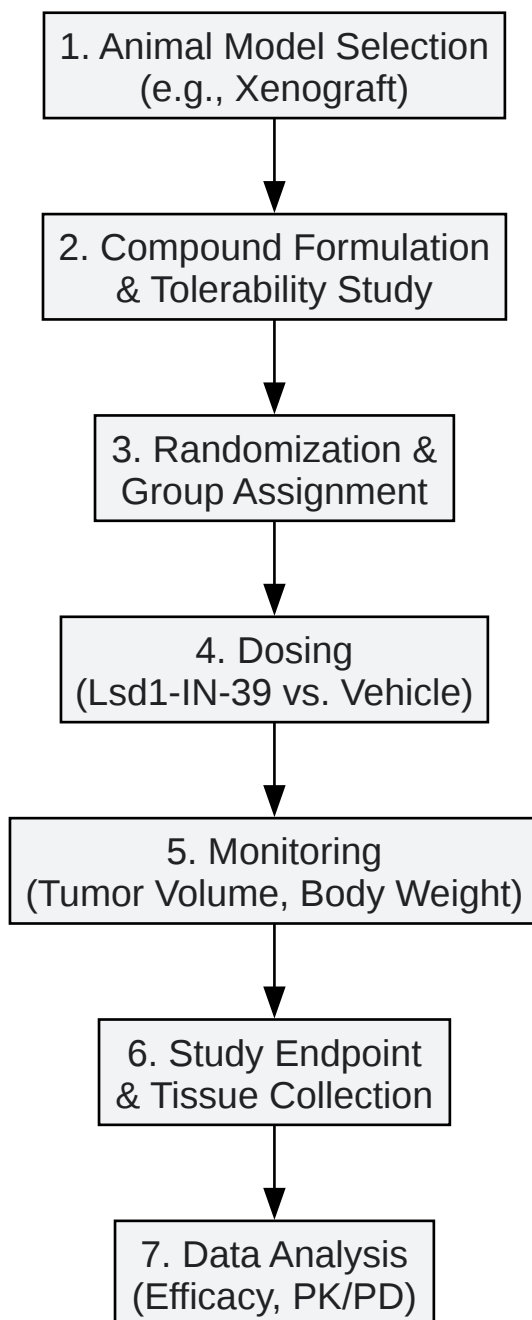 1. Animal Model Selection
(e.g., Xenograft)
2. Compound Formulation
& Tolerability Study
3. Randomization &
Group Assignment
4. Dosing
(Lsd1-IN-39 vs. Vehicle)
5. Monitoring
(Tumor Volume, Body Weight)
6. Study Endpoint
& Tissue Collection
7. Data Analysis
(Efficacy, PK/PD)